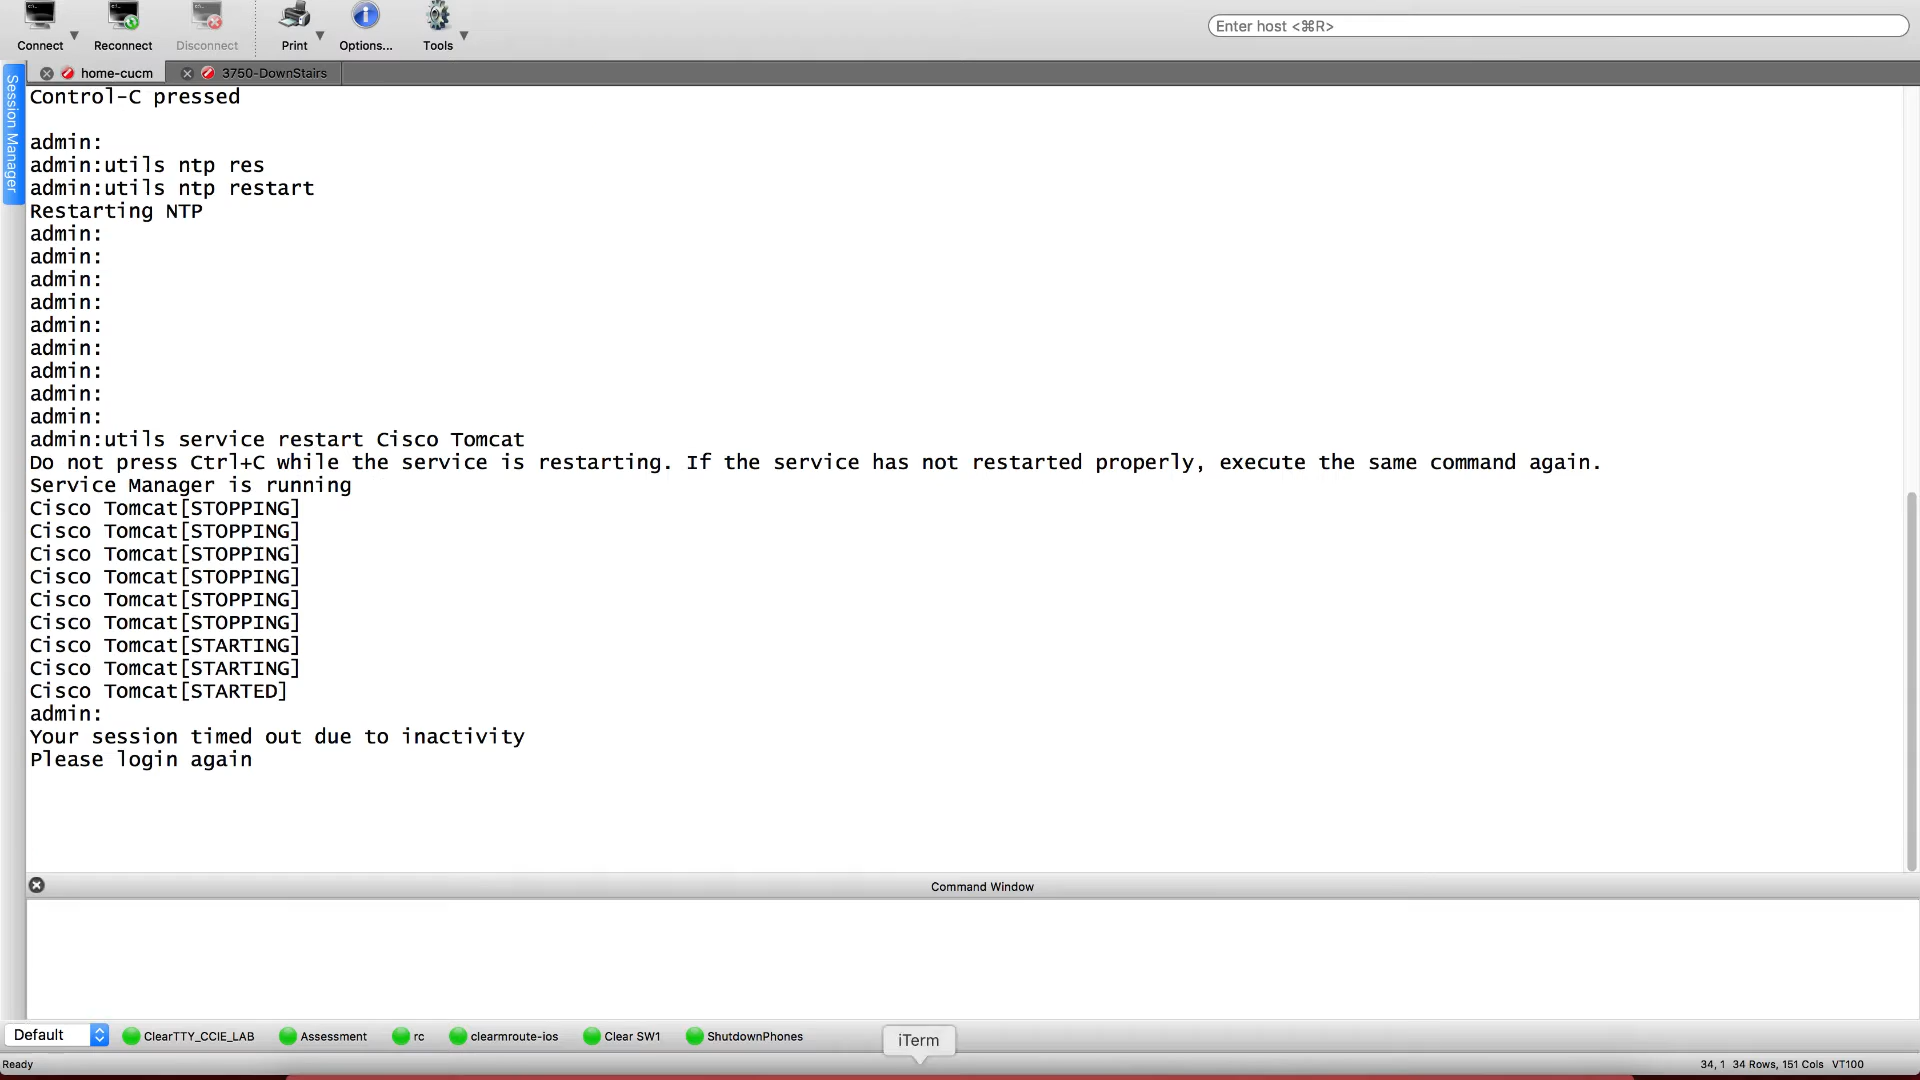 Connect
Reconnect
Disconnect
Print
Options...
Tools
Enter host <⌘R>
home-cucm
3750-DownStairs
Session Manager
Control-C pressed
admin:
admin:utils ntp res
admin:utils ntp restart
Restarting NTP
admin:
admin:
admin:
admin:
admin:
admin:
admin:
admin:
admin:
admin:utils service restart Cisco Tomcat
Do not press Ctrl+C while the service is restarting. If the service has not restarted properly, execute the same command again.
Service Manager is running
Cisco Tomcat[STOPPING]
Cisco Tomcat[STOPPING]
Cisco Tomcat[STOPPING]
Cisco Tomcat[STOPPING]
Cisco Tomcat[STOPPING]
Cisco Tomcat[STOPPING]
Cisco Tomcat[STARTING]
Cisco Tomcat[STARTING]
Cisco Tomcat[STARTED]
admin:
Your session timed out due to inactivity
Please login again
Command Window
Default
ClearTTY_CCIE_LAB
Assessment
rc
clearmroute-ios
Clear SW1
ShutdownPhones
iTerm
Ready
34, 1 34 Rows, 151 Cols VT100